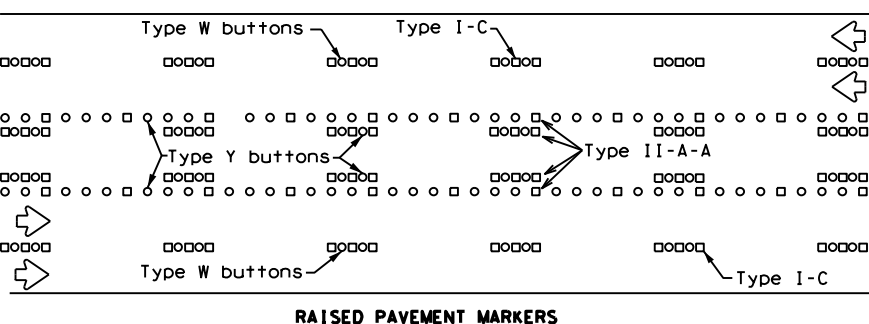 Type W buttons
Type I-C
Type Y buttons
Type II-A-A
Type W buttons
Type I-C
RAISED PAVEMENT MARKERS